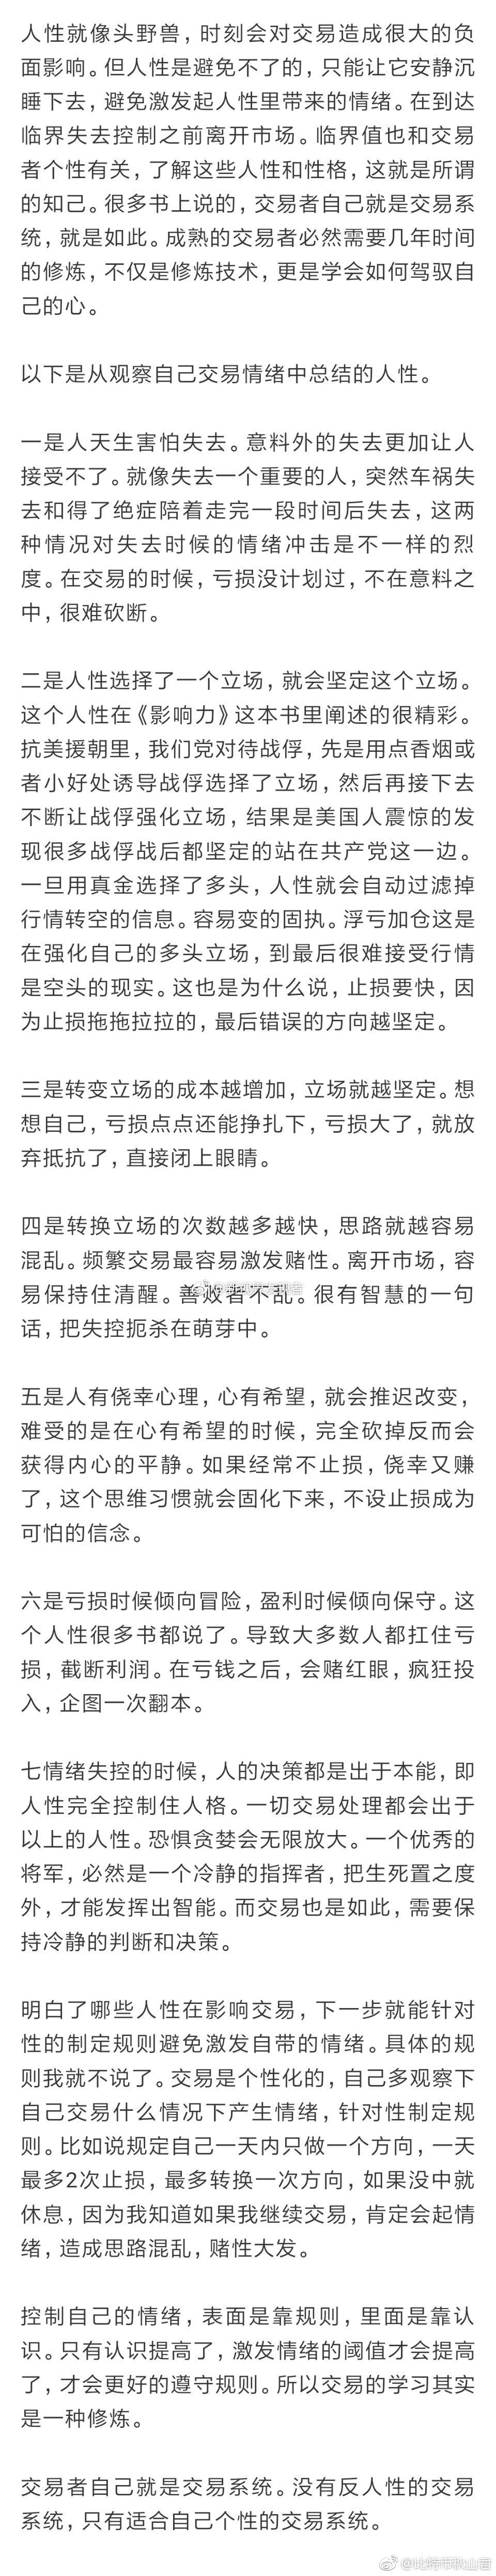 人性就像头野兽，时刻会对交易造成很大的负
面影响。但人性是避免不了的，只能让它安静沉
睡下去，避免激发起人性里带来的情绪。在到达
临界失去控制之前离开市场。临界值也和交易
者个性有关，了解这些人性和性格，这就是所谓
的知己。很多书上说的，交易者自己就是交易系
统，就是如此。成熟的交易者必然需要几年时间
的修炼，不仅是修炼技术，更是学会如何驾驭自
己的心。
以下是从观察自己交易情绪中总结的人性。
一是人天生害怕失去。意料外的失去更加让人
接受不了。就像失去一个重要的人，突然车祸失
去和得了绝症陪着走完一段时间后失去，这两
种情况对失去时候的情绪冲击是不一样的烈
度。在交易的时候，亏损没计划过，不在意料之
中，很难砍断。
二是人性选择了一个立场，就会坚定这个立场。
这个人性在《影响力》这本书里阐述的很精彩。
抗美援朝里，我们党对待战俘，先是用点香烟或
者小好处诱导战俘选择了立场，然后再接下去
不断让战俘强化立场，结果是美国人震惊的发
现很多战俘战后都坚定的站在共产党这一边。
一旦用真金选择了多头，人性就会自动过滤掉
行情转空的信息。容易变的固执。浮亏加仓这是
在强化自己的多头立场，到最后很难接受行情
是空头的现实。这也是为什么说，止损要快，因
为止损拖拖拉拉的，最后错误的方向越坚定。
三是转变立场的成本越增加，立场就越坚定。想
想自己，亏损点点还能挣扎下，亏损大了，就放
弃抵抗了，直接闭上眼睛。
四是转换立场的次数越多越快，思路就越容易
混乱。频繁交易最容易激发赌性。离开市场，容
易保持住清醒。善败者不乱。很有智慧的一句
话，把失控扼杀在萌芽中。
五是人有侥幸心理，心有希望，就会推迟改变，
难受的是在心有希望的时候，完全砍掉反而会
获得内心的平静。如果经常不止损，侥幸又赚
了，这个思维习惯就会固化下来，不设止损成为
可怕的信念。
六是亏损时候倾向冒险，盈利时候倾向保守。这
个人性很多书都说了。导致大多数人都扛住亏
损，截断利润。在亏钱之后，会赌红眼，疯狂投
入，企图一次翻本。
七情绪失控的时候，人的决策都是出于本能，即
人性完全控制住人格。一切交易处理都会出于
以上的人性。恐惧贪婪会无限放大。一个优秀的
将军，必然是一个冷静的指挥者，把生死置之度
外，才能发挥出智能。而交易也是如此，需要保
持冷静的判断和决策。
明白了哪些人性在影响交易，下一步就能针对
性的制定规则避免激发自带的情绪。具体的规
则我就不说了。交易是个性化的，自己多观察下
自己交易什么情况下产生情绪，针对性制定规
则。比如说规定自己一天内只做一个方向，一天
最多2次止损，最多转换一次方向，如果没中就
休息，因为我知道如果我继续交易，肯定会起情
绪，造成思路混乱，赌性大发。
控制自己的情绪，表面是靠规则，里面是靠认
识。只有认识提高了，激发情绪的阈值才会提高
了，才会更好的遵守规则。所以交易的学习其实
是一种修炼。
交易者自己就是交易系统。没有反人性的交易
系统，只有适合自己个性的交易系统。
@比特币秋山君